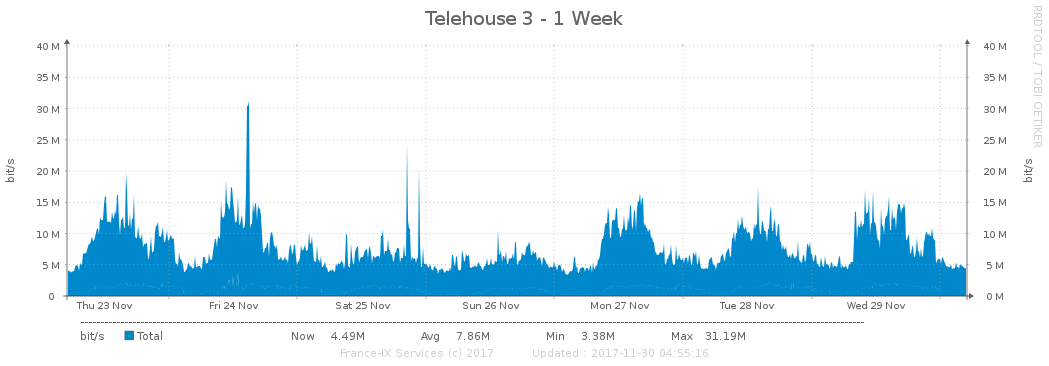 Telehouse 3 - 1 Week
RRDTOOL / TOBI OETIKER
bit/s
40 M 40 M
35 M 35 M
30 M 30 M
25 M 25 M
20 M 20 M
15 M 15 M
10 M 10 M
5 M 5 M
0 0 M
bit/s
Thu 23 Nov Fri 24 Nov Sat 25 Nov Sun 26 Nov Mon 27 Nov Tue 28 Nov Wed 29 Nov
bit/s Total Now 4.49M Avg 7.86M Min 3.38M Max 31.19M
France-IX Services (c) 2017 Updated : 2017-11-30 04:55:16